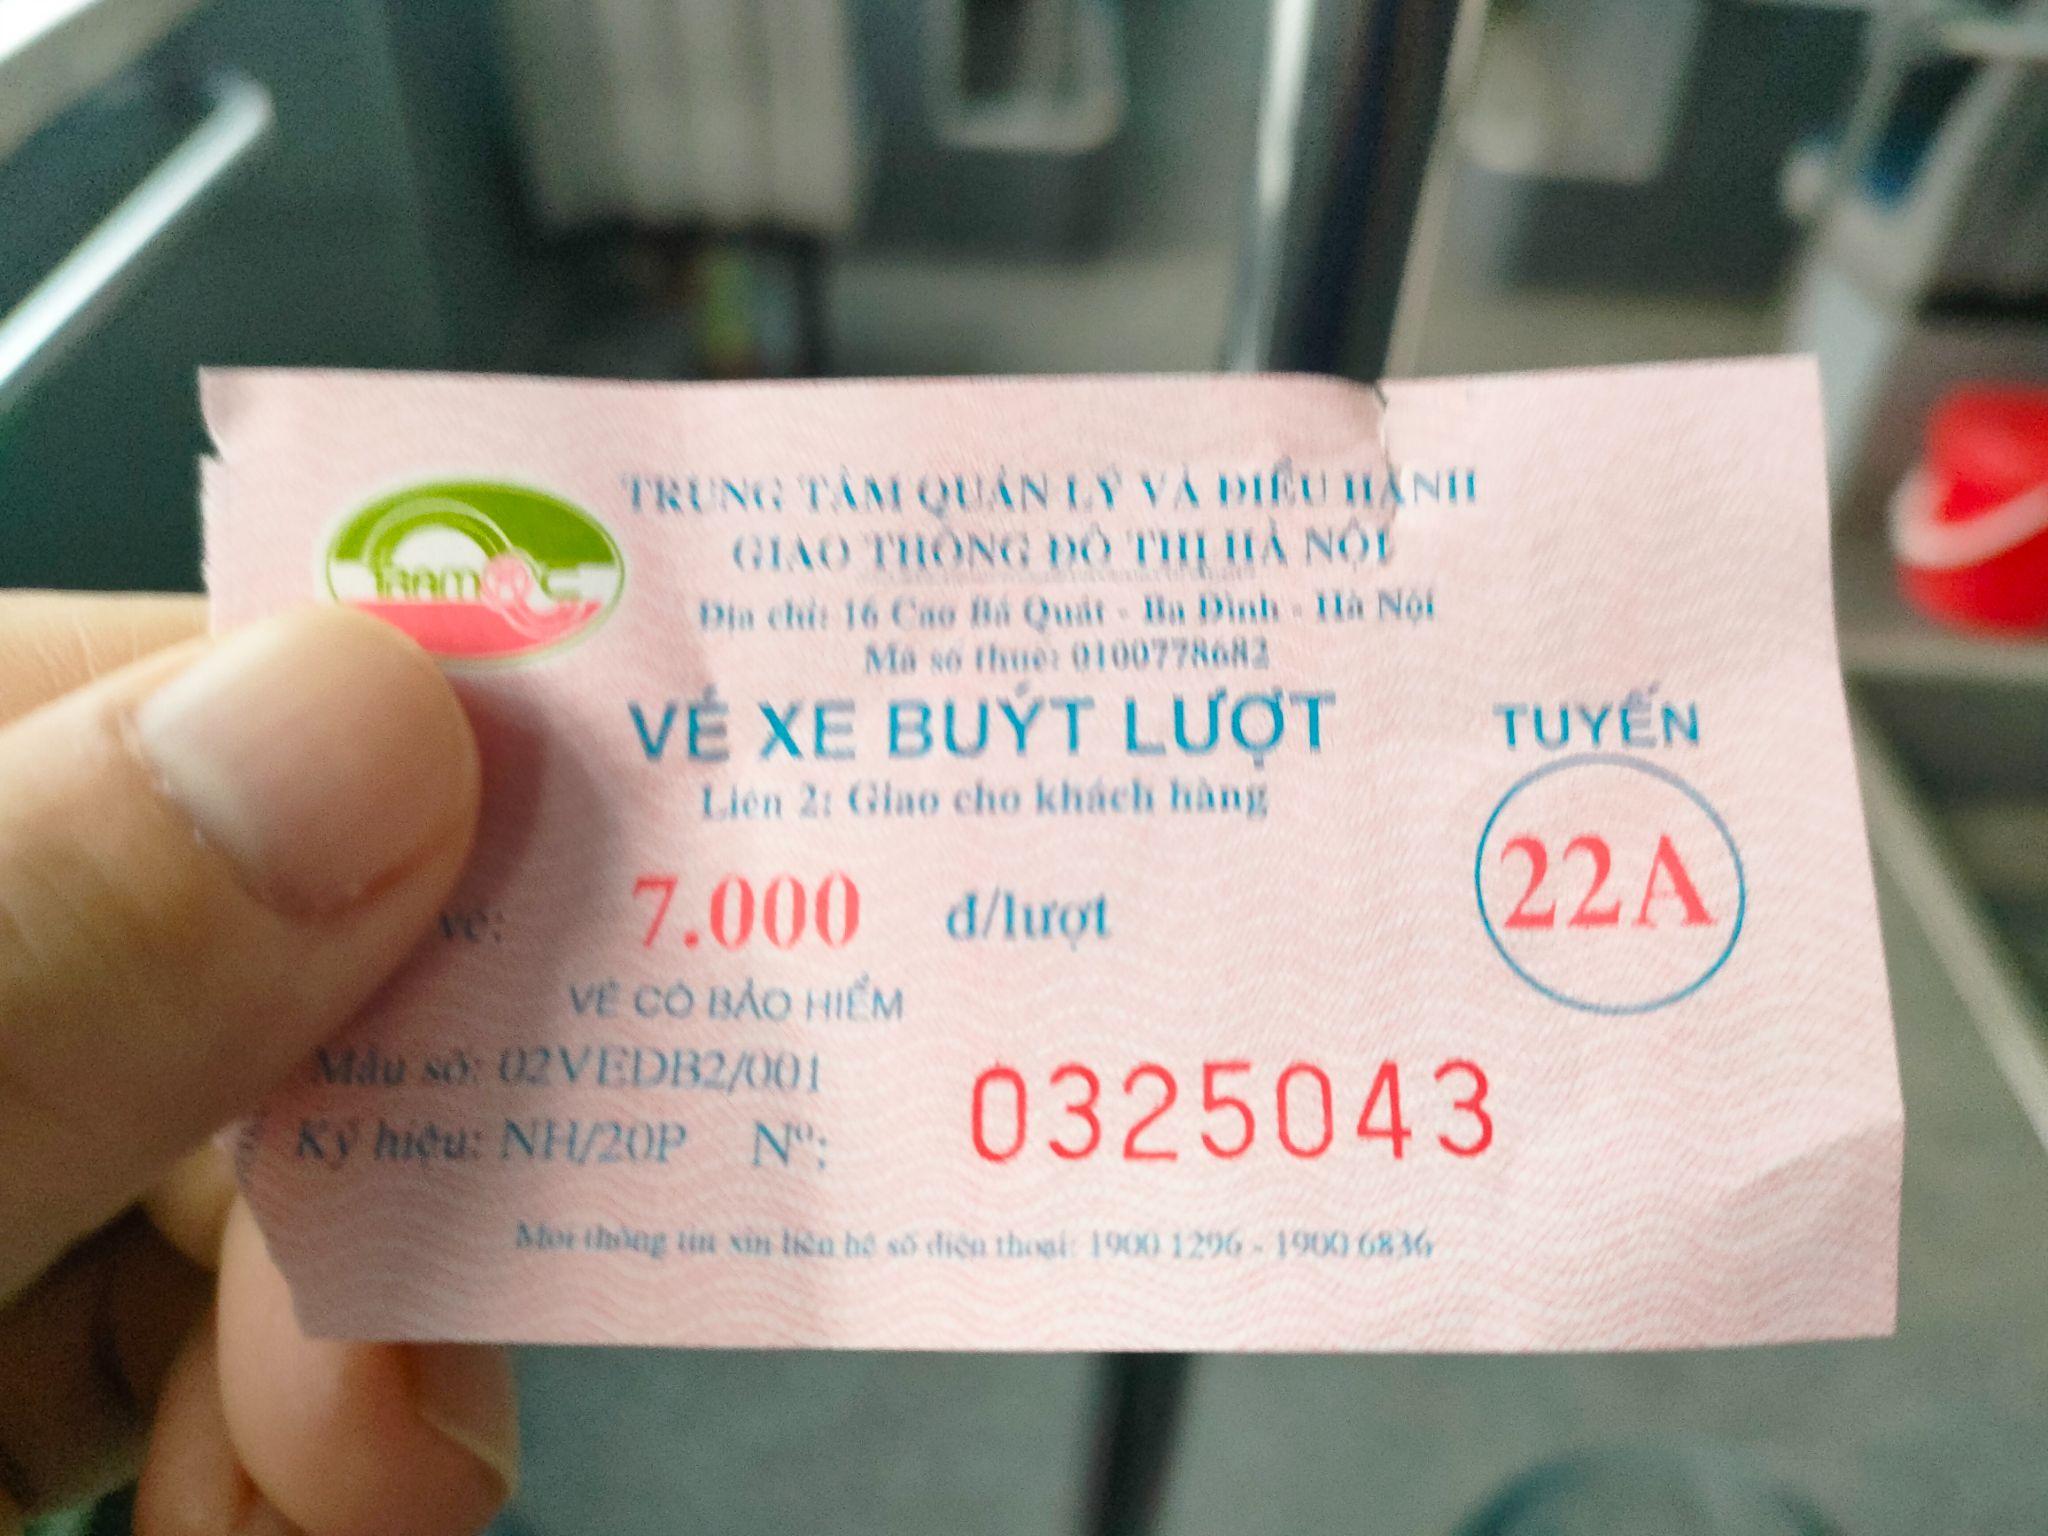 TRAMOC
TRUNG TÂM QUẢN LÝ VÀ ĐIỀU HÀNH
GIAO THÔNG ĐÔ THỊ HÀ NỘI
Địa chỉ: 16 Cao Bá Quát - Ba Đình - Hà Nội
Mã số thuế: 0100778682
VÉ XE BUÝT LƯỢT
TUYẾN
Liên 2: Giao cho khách hàng
22A
vé: 7.000 đ/lượt
VÉ CÓ BẢO HIỂM
Mẫu số: 02VEDB2/001
Ký hiệu: NH/20P Nº: 0325043
Mọi thông tin xin liên hệ số điện thoại: 1900 1296 - 1900 6836